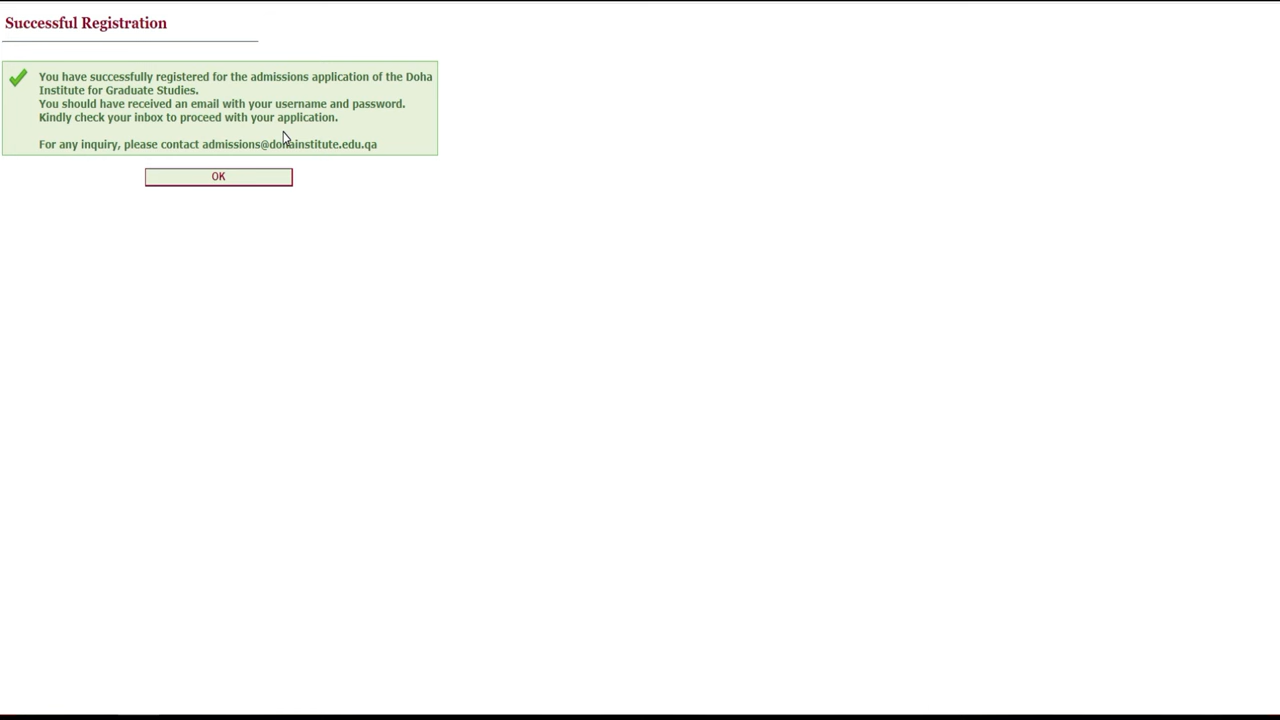 Successful Registration
You have successfully registered for the admissions application of the Doha
Institute for Graduate Studies.
You should have received an email with your username and password.
Kindly check your inbox to proceed with your application.
For any inquiry, please contact admissions@dohainstitute.edu.qa
OK